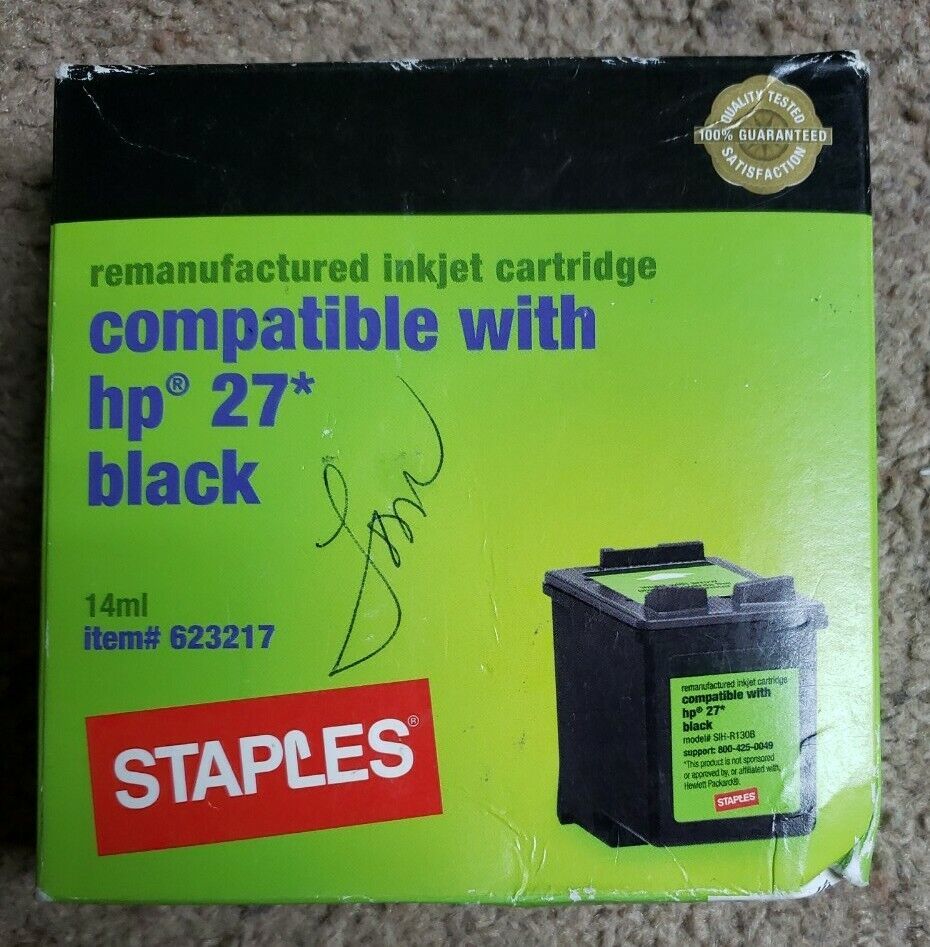 QUALITY TESTED
100% GUARANTEED
SATISFACTION
remanufactured inkjet cartridge
compatible with
hp® 27*
black
14ml
item# 623217
STAPLES®
remanufactured inkjet cartridge
compatible with
hp® 27*
black
model# SIH-R130B
support: 800-425-0049
*This product is not sponsored
or approved by, or affiliated with,
Hewlett Packard®.
STAPLES